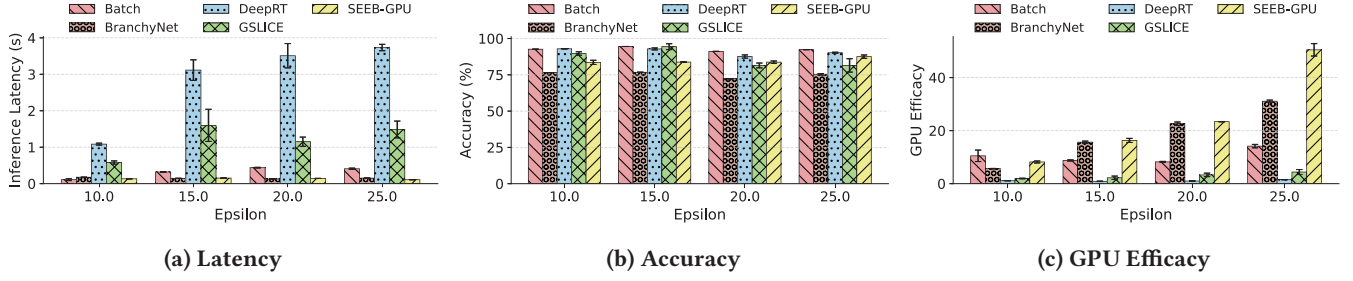 Batch DeepRT SEEB-GPU
BranchyNet GSLICE
Inference Latency (s)
4
3
2
1
0
10.0 15.0 20.0 25.0
Epsilon
(a) Latency
Batch DeepRT SEEB-GPU
BranchyNet GSLICE
Accuracy (%)
100
75
50
25
0
10.0 15.0 20.0 25.0
Epsilon
(b) Accuracy
Batch DeepRT SEEB-GPU
BranchyNet GSLICE
GPU Efficacy
40
20
0
10.0 15.0 20.0 25.0
Epsilon
(c) GPU Efficacy